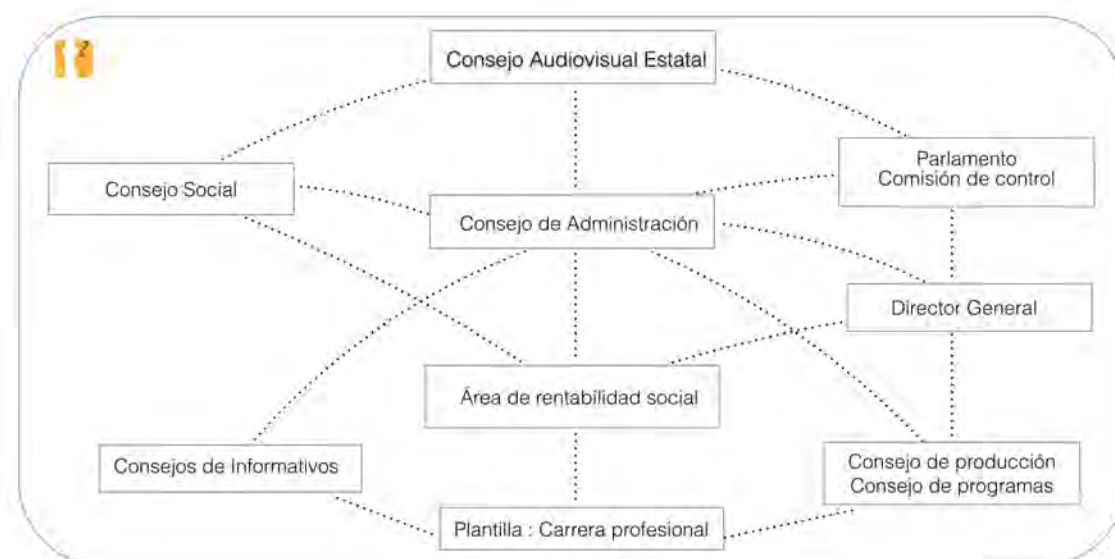 Consejo Audiovisual Estatal
Parlamento
Comisión de control
Consejo Social
Consejo de Administración
Director General
Área de rentabilidad social
Consejos de Informativos
Consejo de producción
Consejo de programas
Plantilla : Carrera profesional